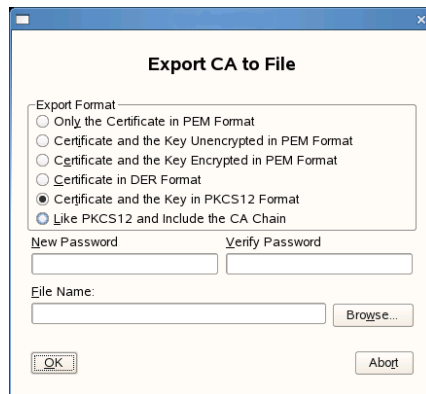 Export CA to File
Export Format
Only the Certificate in PEM Format
Certificate and the Key Unencrypted in PEM Format
Certificate and the Key Encrypted in PEM Format
Certificate in DER Format
Certificate and the Key in PKCS12 Format
Like PKCS12 and Include the CA Chain
New Password Verify Password
File Name:
Browse...
OK Abort